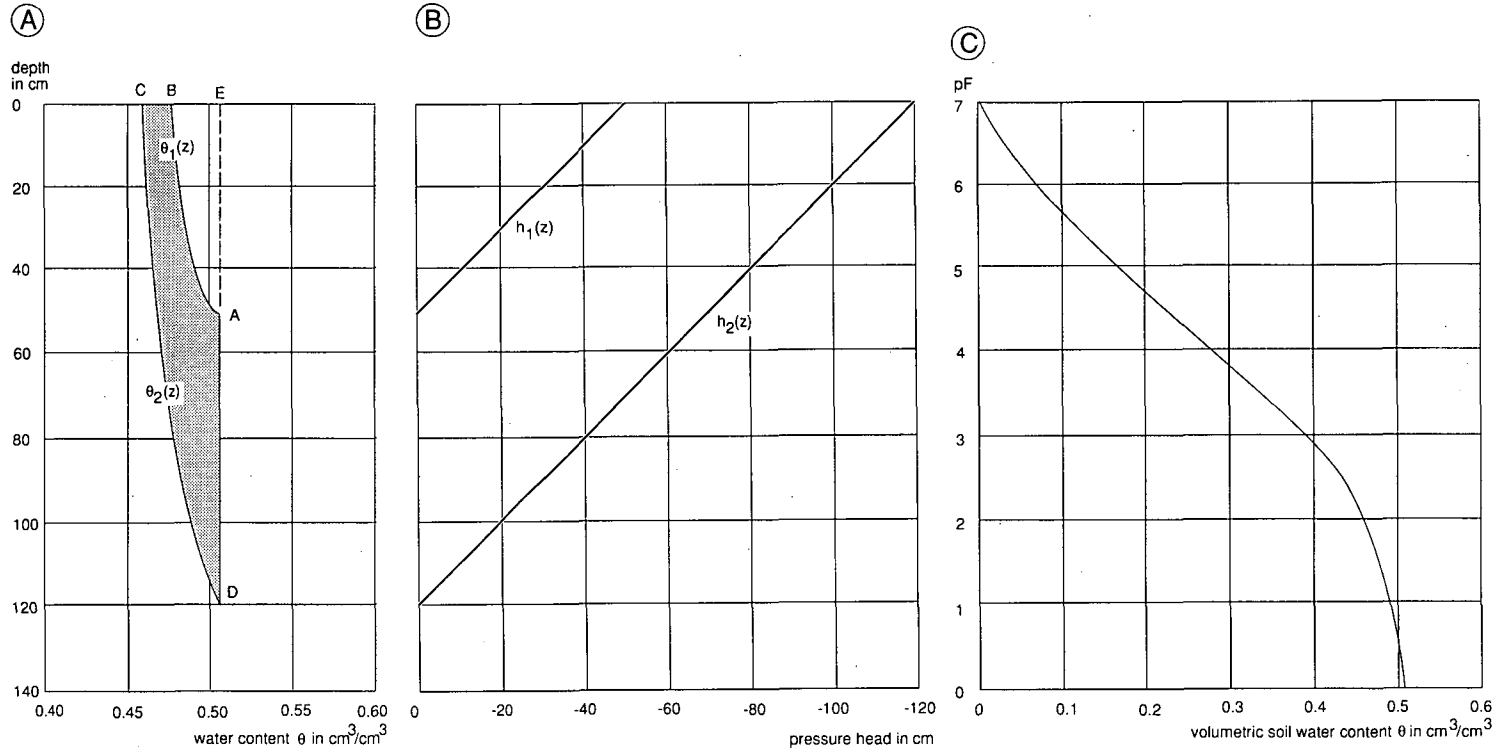 A
depth
in cm
C B E
0
20
40
60
80
100
120
140
θ1(z)
A
θ2(z)
D
0.40 0.45 0.50 0.55 0.60
water content θ in cm³/cm³
B
h1(z)
h2(z)
0 -20 -40 -60 -80 -100 -120
pressure head in cm
C
pF
7
6
5
4
3
2
1
0
0 0.1 0.2 0.3 0.4 0.5 0.6
volumetric soil water content θ in cm³/cm³